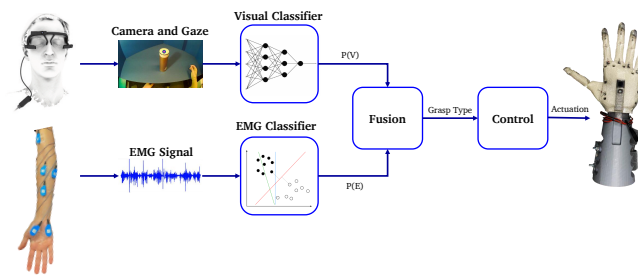 Visual Classifier
Camera and Gaze
P(V)
Fusion
Grasp Type
Control
Actuation
EMG Classifier
EMG Signal
P(E)